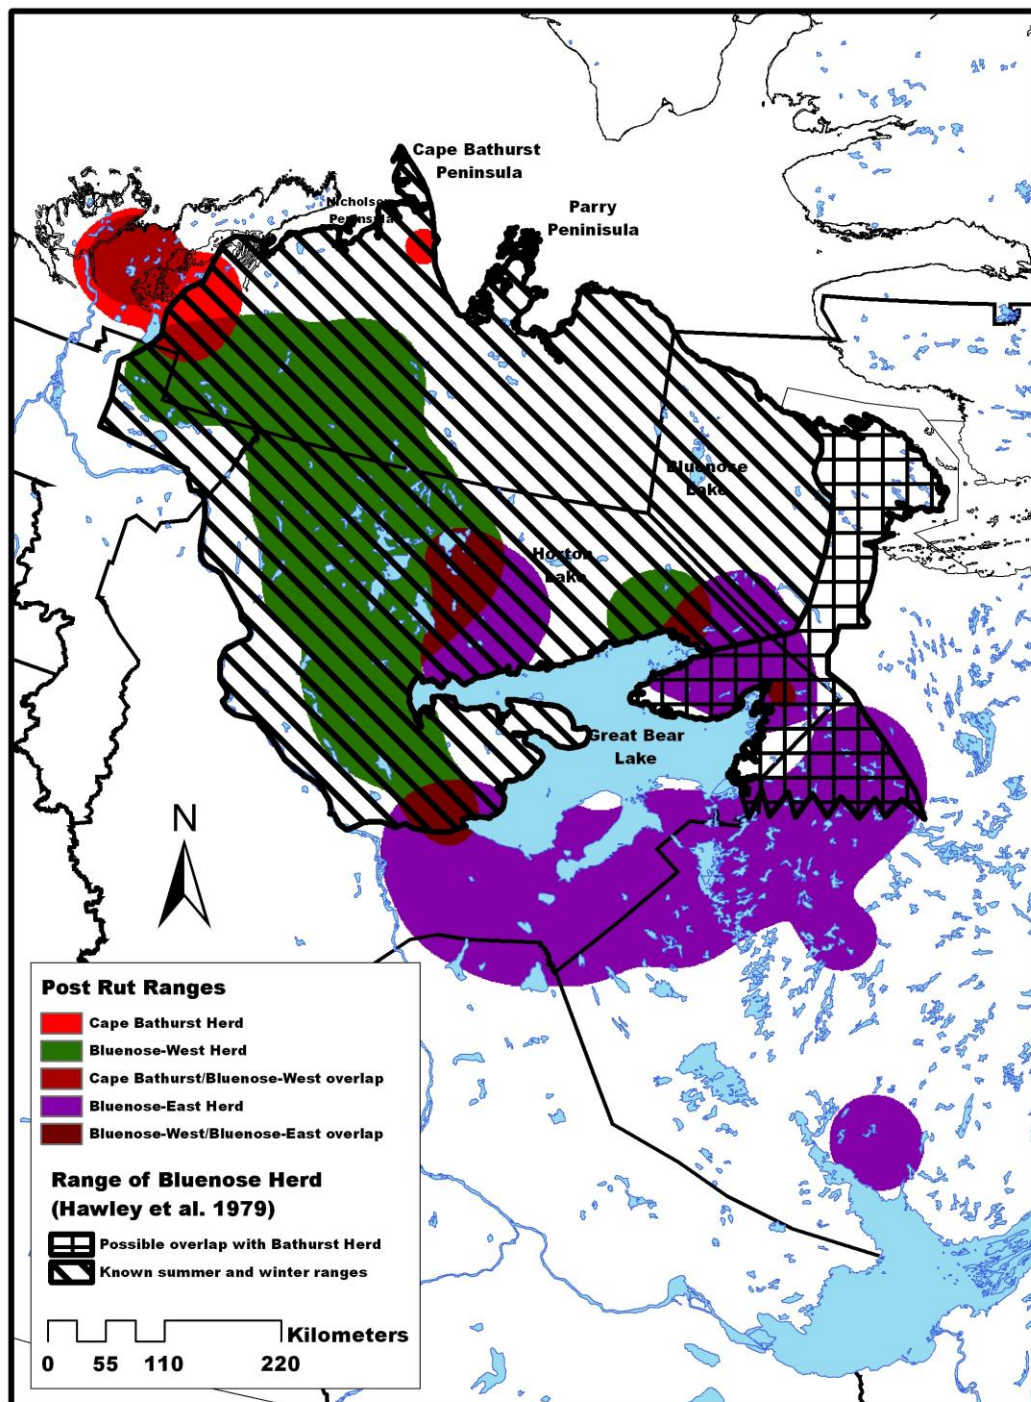 Cape Bathurst
Peninsula
Nicholson
Peninsula
Parry
Peninisula
Bluenose
Lake
Horton
Lake
Great Bear
Lake
N
Post Rut Ranges
Cape Bathurst Herd
Bluenose-West Herd
Cape Bathurst/Bluenose-West overlap
Bluenose-East Herd
Bluenose-West/Bluenose-East overlap
Range of Bluenose Herd
(Hawley et al. 1979)
Possible overlap with Bathurst Herd
Known summer and winter ranges
Kilometers
0 55 110 220